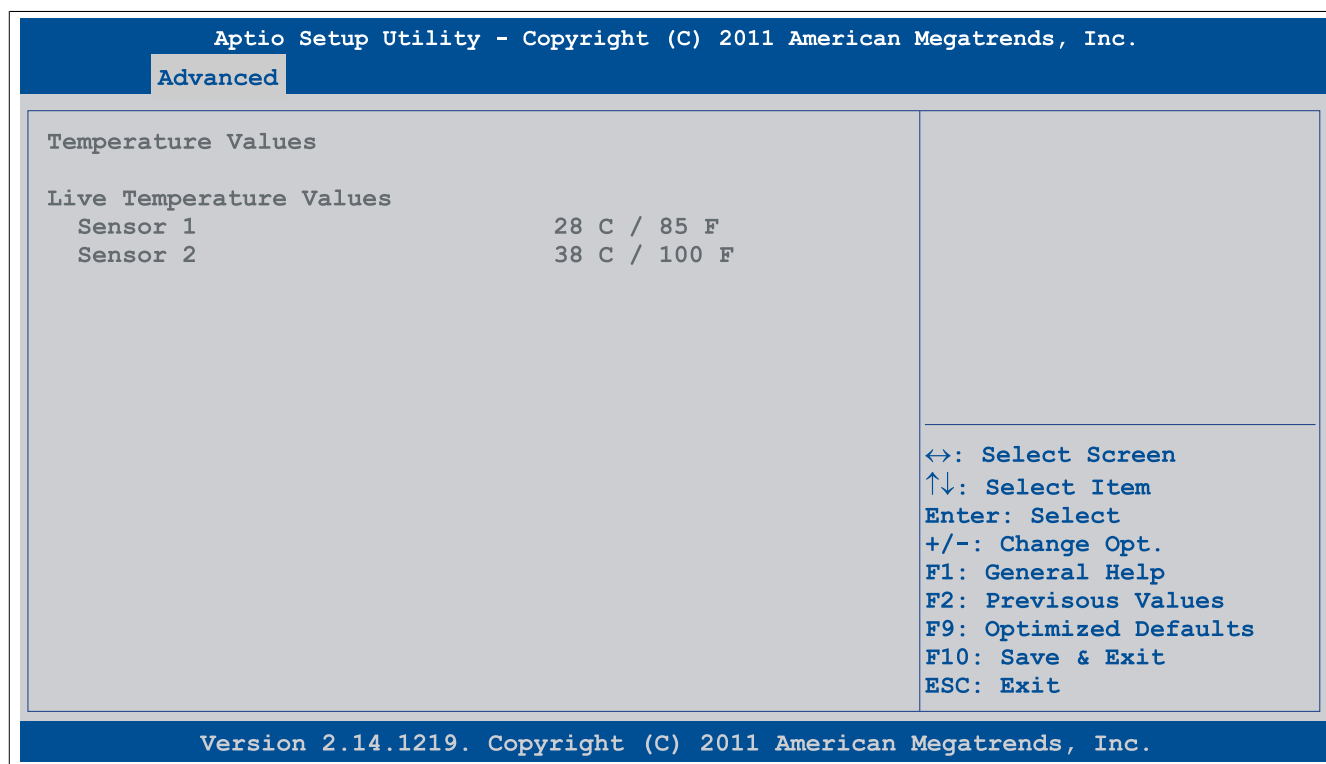 Aptio Setup Utility - Copyright (C) 2011 American Megatrends, Inc.
Advanced
Temperature Values
Live Temperature Values
Sensor 1 28 C / 85 F
Sensor 2 38 C / 100 F
↔: Select Screen
↑↓: Select Item
Enter: Select
+/-: Change Opt.
F1: General Help
F2: Previsous Values
F9: Optimized Defaults
F10: Save & Exit
ESC: Exit
Version 2.14.1219. Copyright (C) 2011 American Megatrends, Inc.